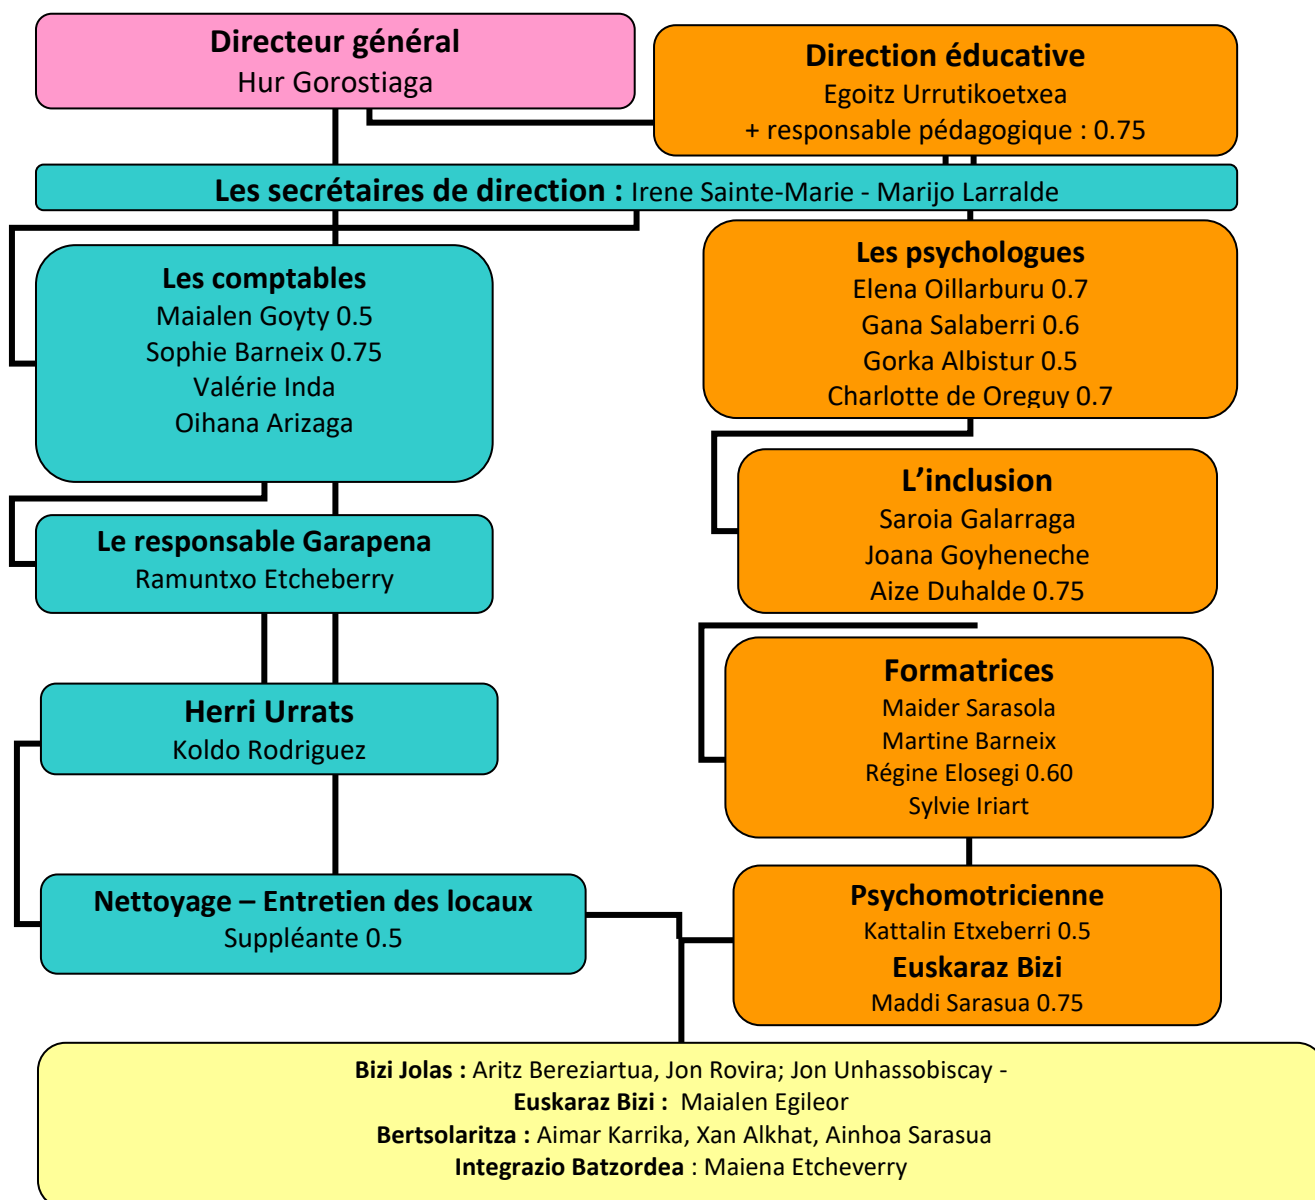 Directeur général
Hur Gorostiaga
Direction éducative
Egoitz Urrutikoetxea
+ responsable pédagogique : 0.75
Les secrétaires de direction : Irene Sainte-Marie - Marijo Larralde
Les comptables
Maialen Goyty 0.5
Sophie Barneix 0.75
Valérie Inda
Oihana Arizaga
Les psychologues
Elena Oillarburu 0.7
Gana Salaberri 0.6
Gorka Albistur 0.5
Charlotte de Oreguy 0.7
L’inclusion
Saroia Galarraga
Joana Goyheneche
Aize Duhalde 0.75
Le responsable Garapena
Ramuntxo Etcheberry
Formatrices
Maider Sarasola
Martine Barneix
Régine Elosegi 0.60
Sylvie Iriart
Herri Urrats
Koldo Rodriguez
Nettoyage – Entretien des locaux
Suppléante 0.5
Psychomotricienne
Kattalin Etxeberri 0.5
Euskaraz Bizi
Maddi Sarasua 0.75
Bizi Jolas : Aritz Bereziartua, Jon Rovira; Jon Unhassobiscay -
Euskaraz Bizi : Maialen Egileor
Bertsolaritza : Aimar Karrika, Xan Alkhat, Ainhoa Sarasua
Integrazio Batzordea : Maiena Etcheverry